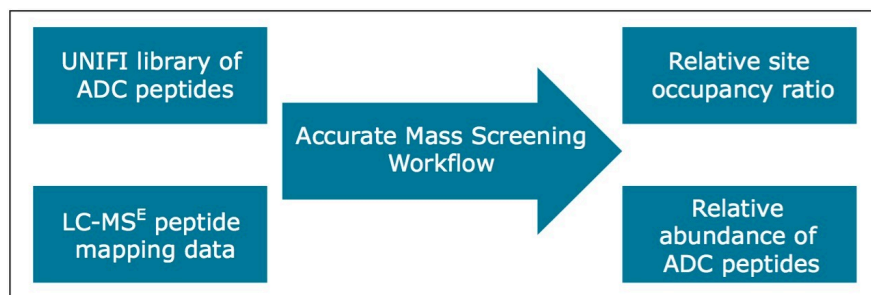 UNIFI library of
ADC peptides
LC-MSᴱ peptide
mapping data
Accurate Mass Screening
Workflow
Relative site
occupancy ratio
Relative
abundance of
ADC peptides